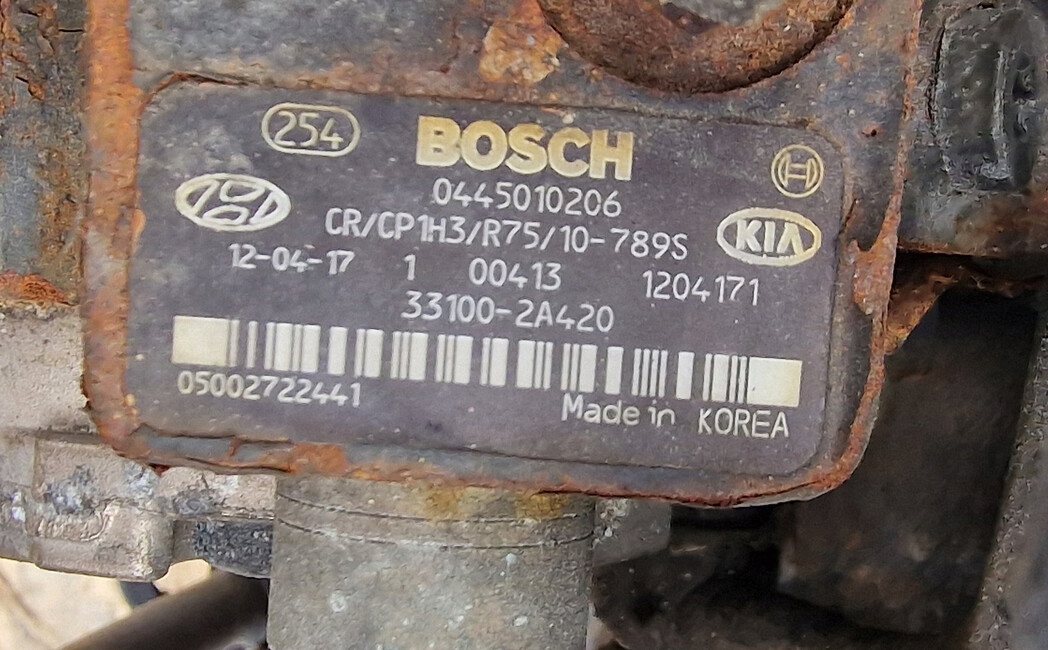 254
BOSCH
0445010206
CR/CP1H3/R75/10-789S
KIA
12-04-17 1 00413 1204171
33100-2A420
05002722441
Made in KOREA